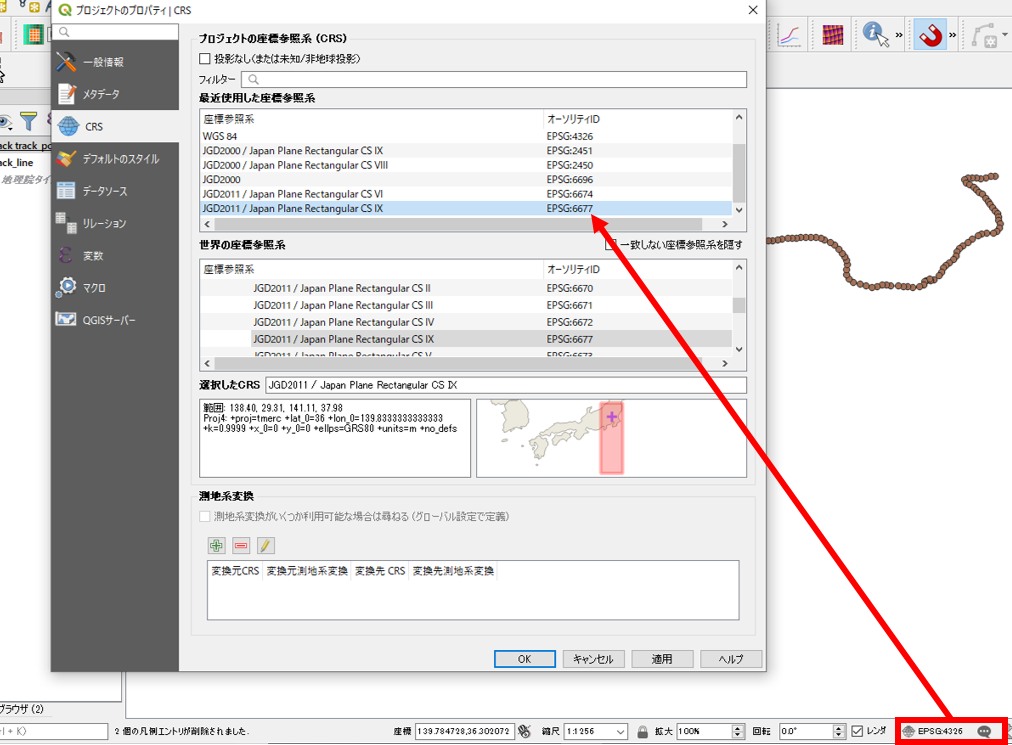 プロジェクトのプロパティ | CRS
一般情報
メタデータ
CRS
デフォルトのスタイル
データソース
リレーション
変数
マクロ
QGISサーバー
プロジェクトの座標参照系 (CRS)
投影なし(または未知/非地球投影)
フィルター
最近使用した座標参照系
座標参照系 オーソリティID
WGS 84 EPSG:4326
JGD2000 / Japan Plane Rectangular CS IX EPSG:2451
JGD2000 / Japan Plane Rectangular CS VIII EPSG:2450
JGD2000 EPSG:6696
JGD2011 / Japan Plane Rectangular CS VI EPSG:6674
JGD2011 / Japan Plane Rectangular CS IX EPSG:6677
世界の座標参照系 一致しない座標参照系を隠す
座標参照系 オーソリティID
JGD2011 / Japan Plane Rectangular CS II EPSG:6670
JGD2011 / Japan Plane Rectangular CS III EPSG:6671
JGD2011 / Japan Plane Rectangular CS IV EPSG:6672
JGD2011 / Japan Plane Rectangular CS IX EPSG:6677
JGD2011 / Japan Plane Rectangular CS V EPSG:6673
選択したCRS JGD2011 / Japan Plane Rectangular CS IX
範囲: 138.40, 29.31, 141.11, 37.98
Proj4: +proj=tmerc +lat_0=36 +lon_0=139.8333333333333
+k=0.9999 +x_0=0 +y_0=0 +ellps=GRS80 +units=m +no_defs
測地系変換
測地系変換がいくつか利用可能な場合は尋ねる (グローバル設定で定義)
変換元CRS 変換元測地系変換 変換先 CRS 変換先測地系変換
OK キャンセル 適用 ヘルプ
ack track_po
ack_line
地理院タイ
ブラウザ (2)
l + K) 2 個の凡例エントリが削除されました. 座標 139.784728,36.302072 縮尺 1:1256 拡大 100% 回転 0.0° レンダ EPSG:4326